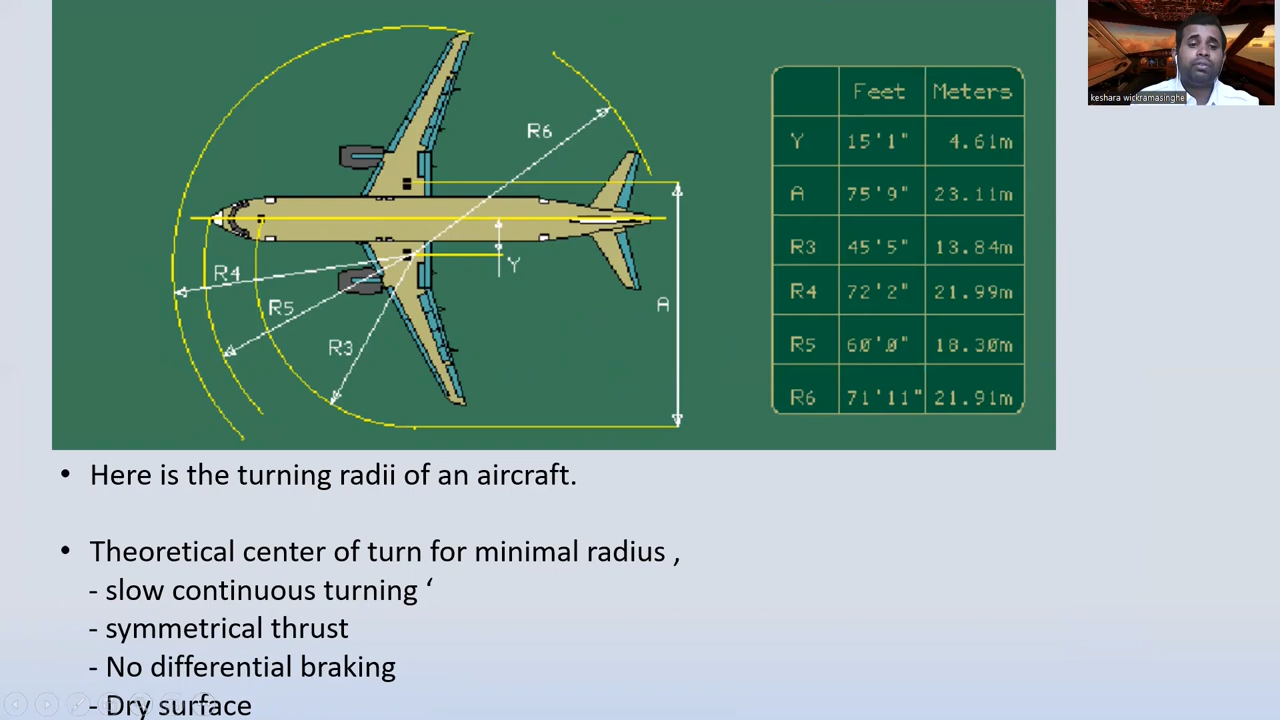 R6
Y
R4
R5
R3
A
Feet Meters
Y 15'1" 4.61m
A 75'9" 23.11m
R3 45'5" 13.84m
R4 72'2" 21.99m
R5 60'0" 18.30m
R6 71'11" 21.91m
keshara wickramasinghe
• Here is the turning radii of an aircraft.
• Theoretical center of turn for minimal radius ,
- slow continuous turning ‘
- symmetrical thrust
- No differential braking
- Dry surface